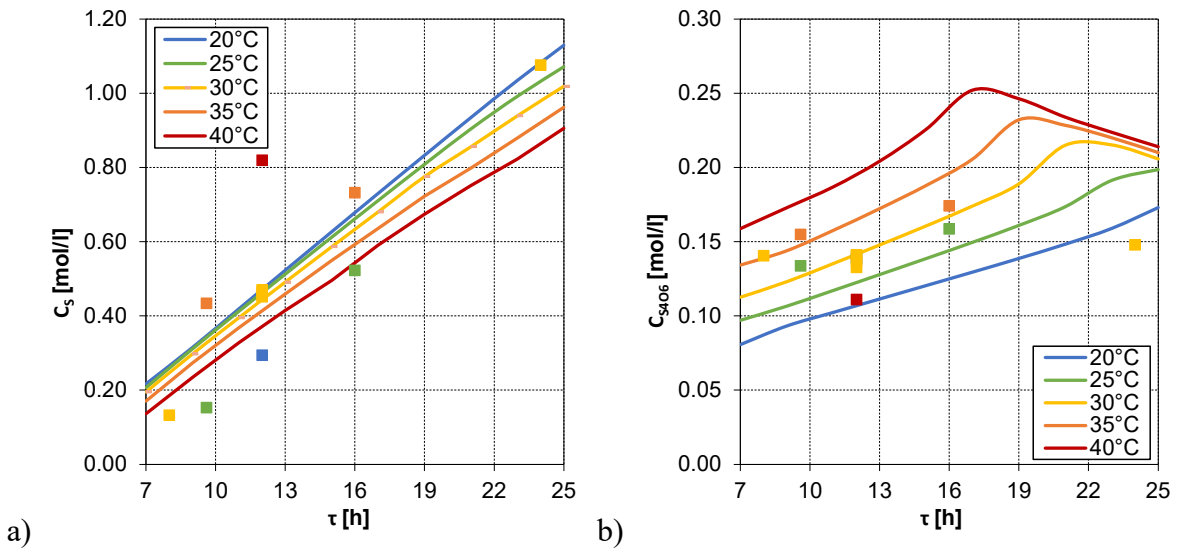 1.20
1.00
0.80
0.60
0.40
0.20
0.00
C_S [mol/l]
20°C
25°C
30°C
35°C
40°C
7 10 13 16 19 22 25
τ [h]
a)
0.30
0.25
0.20
0.15
0.10
0.05
0.00
C_S4O6 [mol/l]
20°C
25°C
30°C
35°C
40°C
7 10 13 16 19 22 25
τ [h]
b)